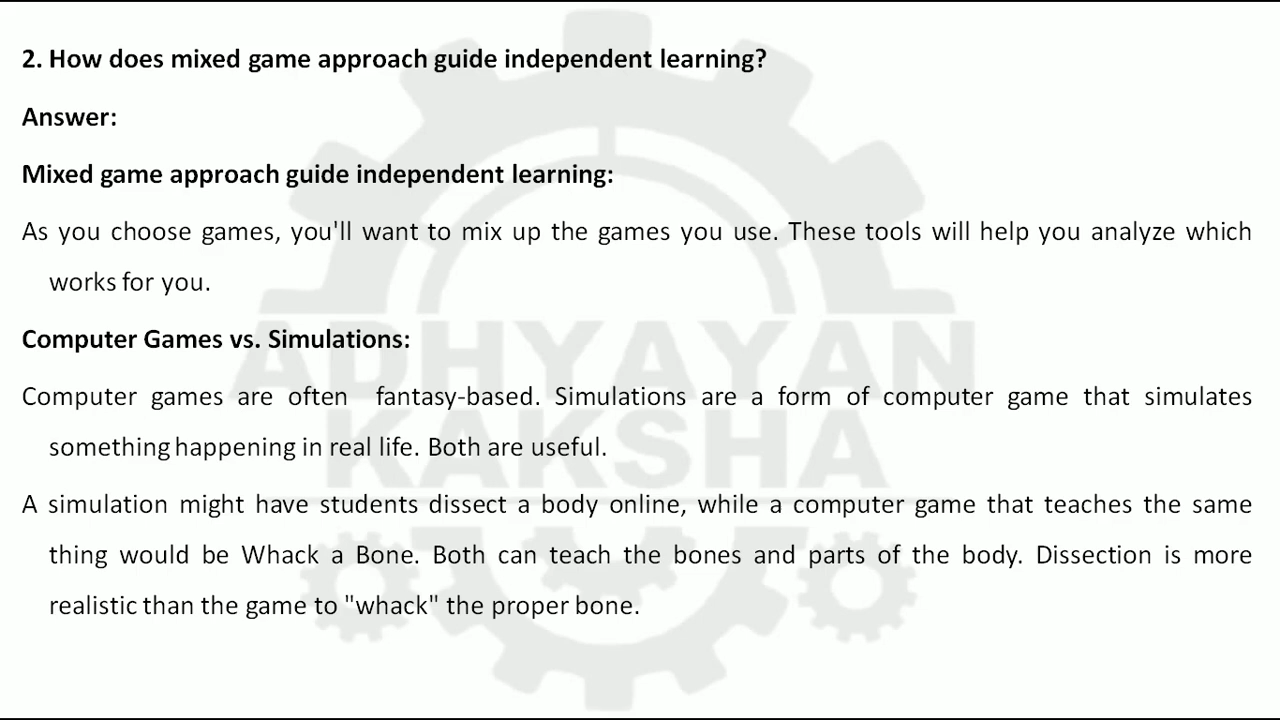 2. How does mixed game approach guide independent learning?
Answer:
Mixed game approach guide independent learning:
As you choose games, you'll want to mix up the games you use. These tools will help you analyze which
works for you.
Computer Games vs. Simulations:
Computer games are often fantasy-based. Simulations are a form of computer game that simulates
something happening in real life. Both are useful.
A simulation might have students dissect a body online, while a computer game that teaches the same
thing would be Whack a Bone. Both can teach the bones and parts of the body. Dissection is more
realistic than the game to "whack" the proper bone.
ADHYAYAN
KAKSHA